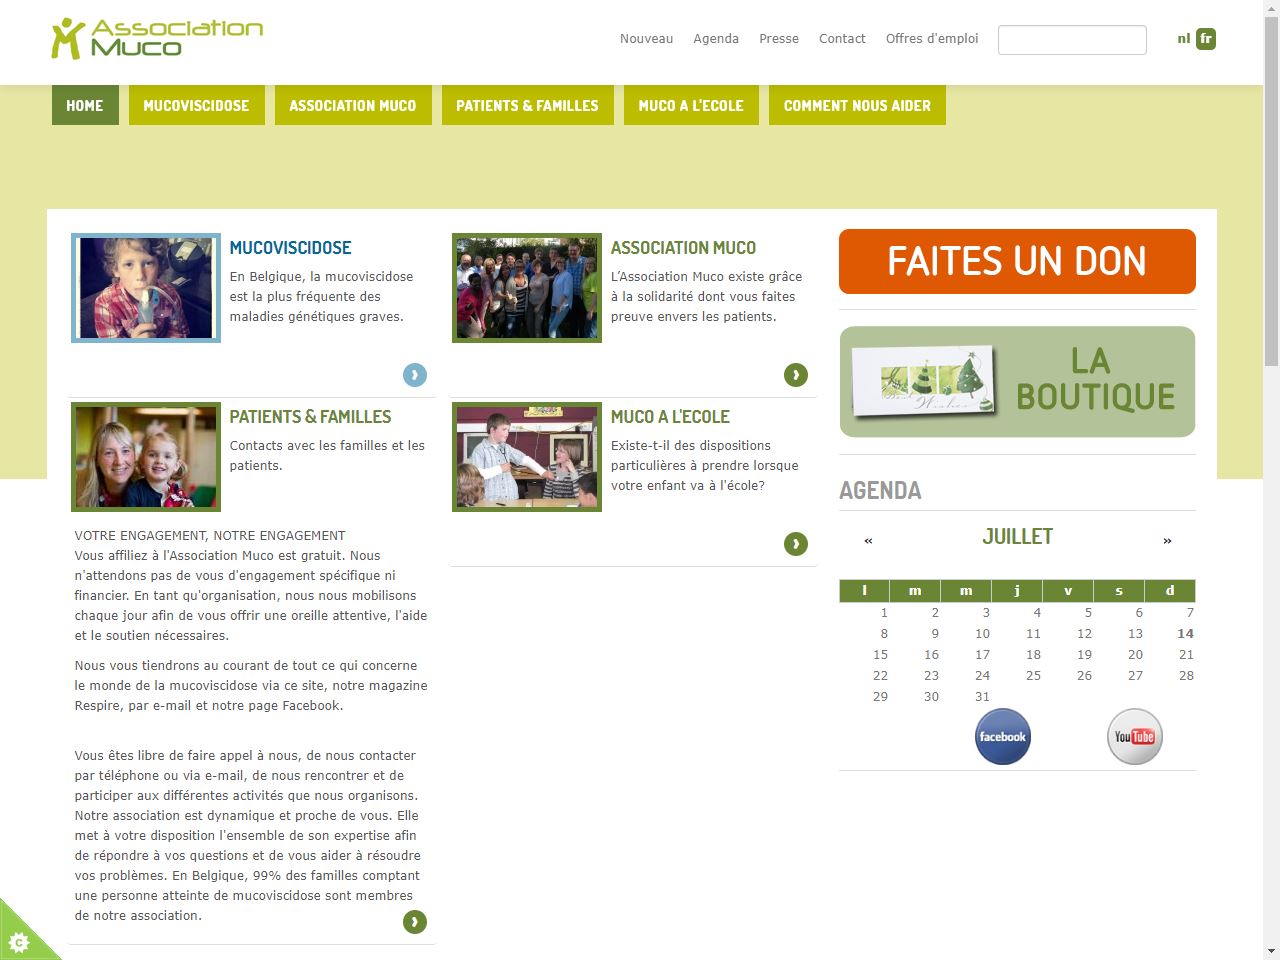 Association
Muco
Nouveau
Agenda
Presse
Contact
Offres d'emploi
nl
fr
HOME
MUCOVISCIDOSE
ASSOCIATION MUCO
PATIENTS & FAMILLES
MUCO A L'ECOLE
COMMENT NOUS AIDER
MUCOVISCIDOSE
En Belgique, la mucoviscidose
est la plus fréquente des
maladies génétiques graves.
ASSOCIATION MUCO
L'Association Muco existe grâce
à la solidarité dont vous faites
preuve envers les patients.
PATIENTS & FAMILLES
Contacts avec les familles et les
patients.
VOTRE ENGAGEMENT, NOTRE ENGAGEMENT
Vous affiliez à l'Association Muco est gratuit. Nous
n'attendons pas de vous d'engagement spécifique ni
financier. En tant qu'organisation, nous nous mobilisons
chaque jour afin de vous offrir une oreille attentive, l'aide
et le soutien nécessaires.
Nous vous tiendrons au courant de tout ce qui concerne
le monde de la mucoviscidose via ce site, notre magazine
Respire, par e-mail et notre page Facebook.
Vous êtes libre de faire appel à nous, de nous contacter
par téléphone ou via e-mail, de nous rencontrer et de
participer aux différentes activités que nous organisons.
Notre association est dynamique et proche de vous. Elle
met à votre disposition l'ensemble de son expertise afin
de répondre à vos questions et de vous aider à résoudre
vos problèmes. En Belgique, 99% des familles comptant
une personne atteinte de mucoviscidose sont membres
de notre association.
MUCO A L'ECOLE
Existe-t-il des dispositions
particulières à prendre lorsque
votre enfant va à l'école?
FAITES UN DON
LA
BOUTIQUE
AGENDA
« JUILLET »
l m m j v s d
1 2 3 4 5 6 7
8 9 10 11 12 13 14
15 16 17 18 19 20 21
22 23 24 25 26 27 28
29 30 31
facebook
YouTube
C